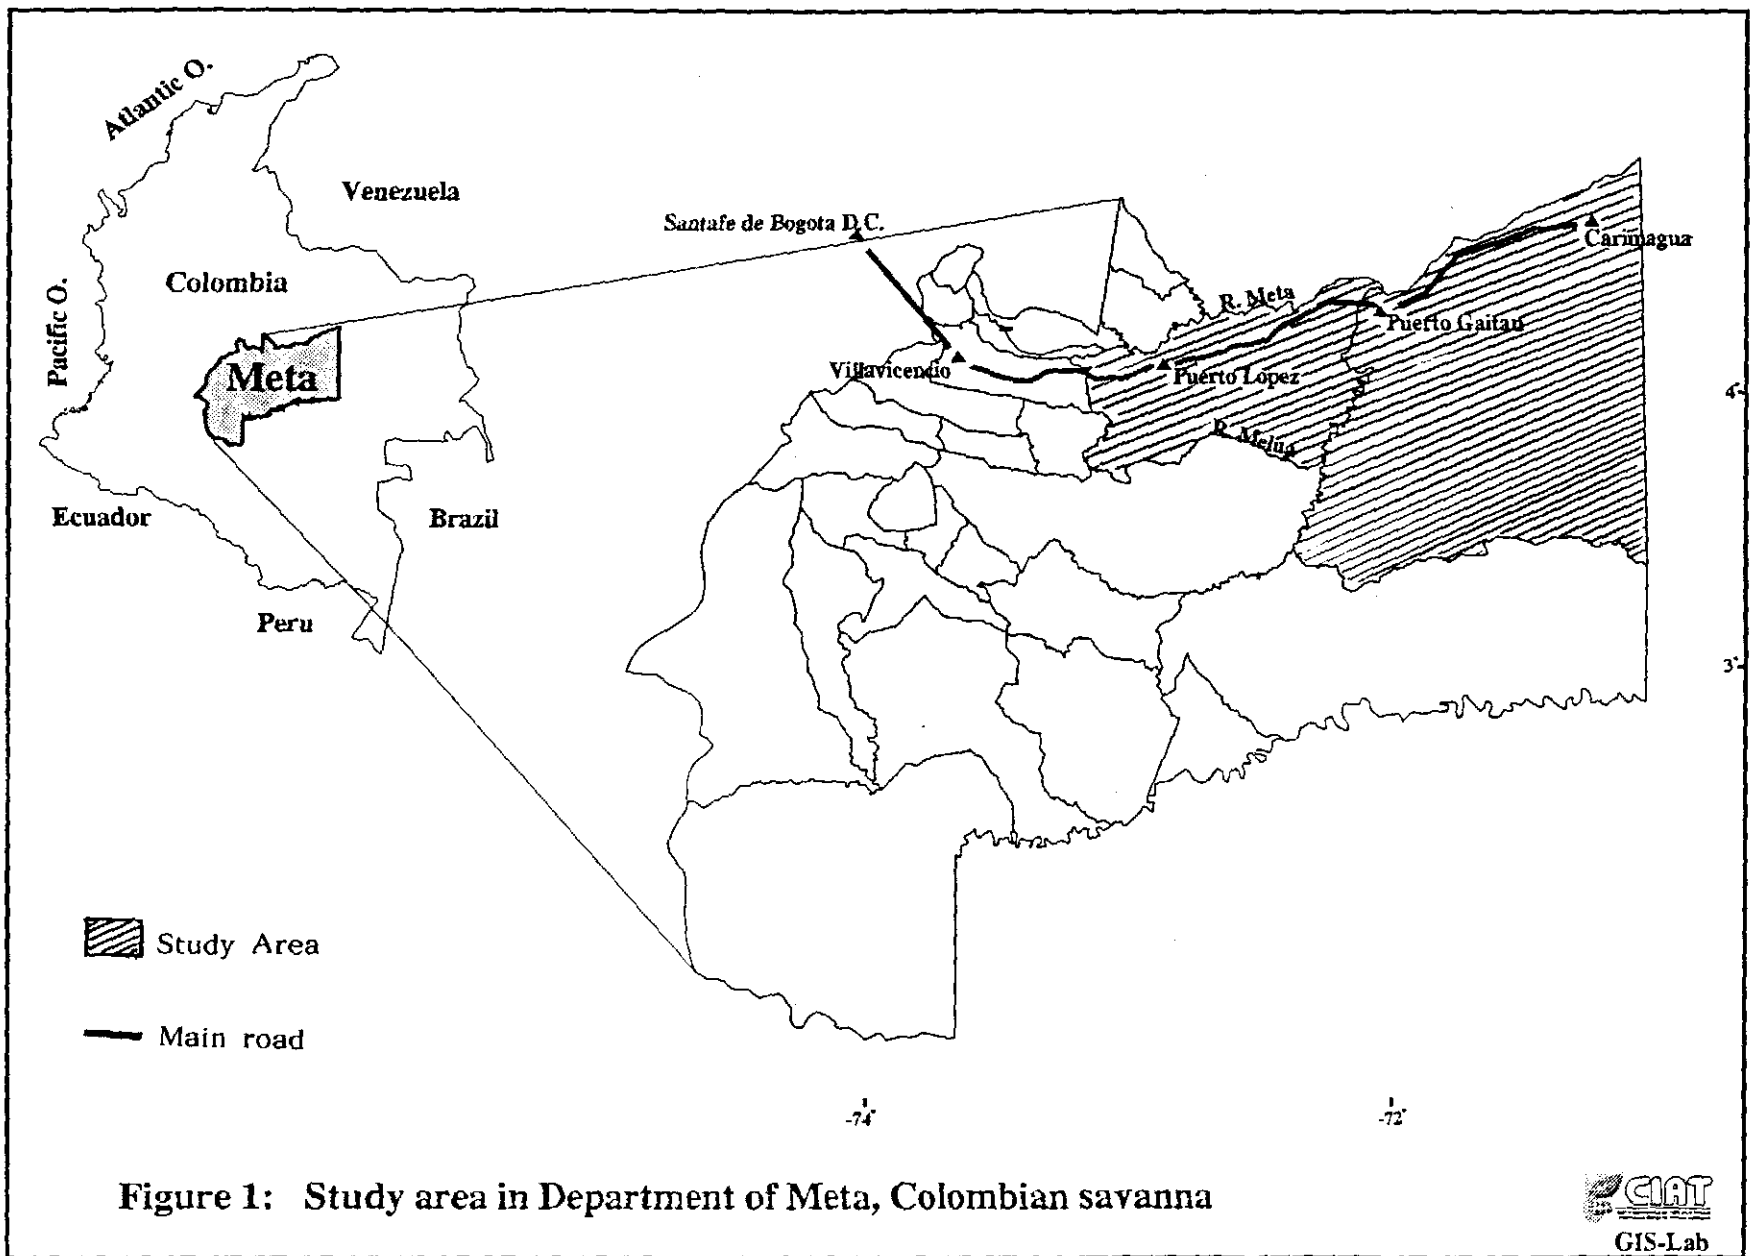 Atlantic O.
Venezuela
Santafe de Bogota D.C.
Carimagua
Colombia
Pacific O.
R. Meta
Puerto Gaitan
Meta
Villavicencio
Puerto Lopez
4°
R. Melúa
Ecuador
Brazil
Peru
3°
Study Area
Main road
-74°
-72°
Figure 1: Study area in Department of Meta, Colombian savanna
CIAT
GIS-Lab